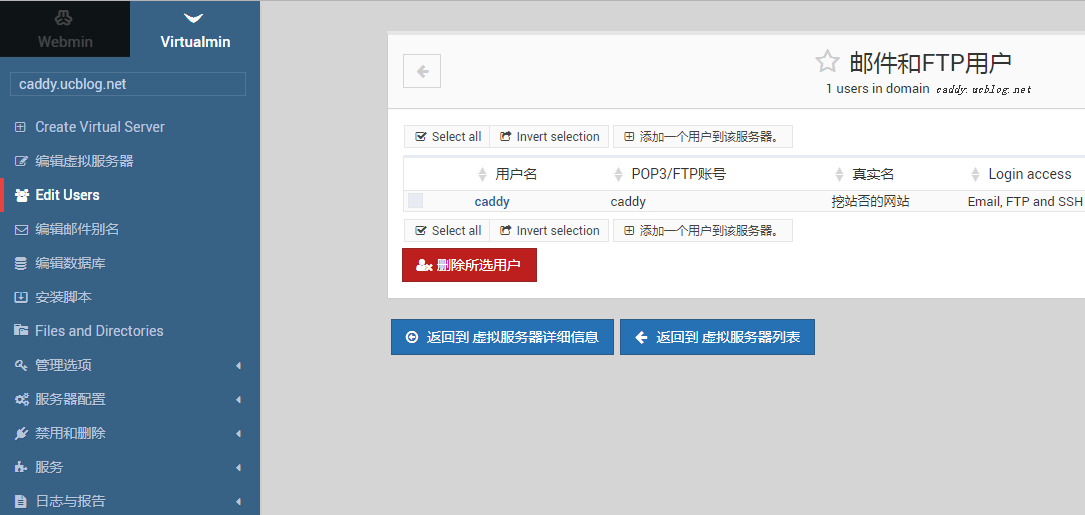 Webmin
Virtualmin
caddy.ucblog.net
Create Virtual Server
编辑虚拟服务器
Edit Users
编辑邮件别名
编辑数据库
安装脚本
Files and Directories
管理选项
服务器配置
禁用和删除
服务
日志与报告
邮件和FTP用户
1 users in domain caddy.ucblog.net
Select all Invert selection 添加一个用户到该服务器。
用户名 POP3/FTP账号 真实名 Login access
caddy caddy 挖站否的网站 Email, FTP and SSH
Select all Invert selection 添加一个用户到该服务器。
删除所选用户
返回到 虚拟服务器详细信息 返回到 虚拟服务器列表